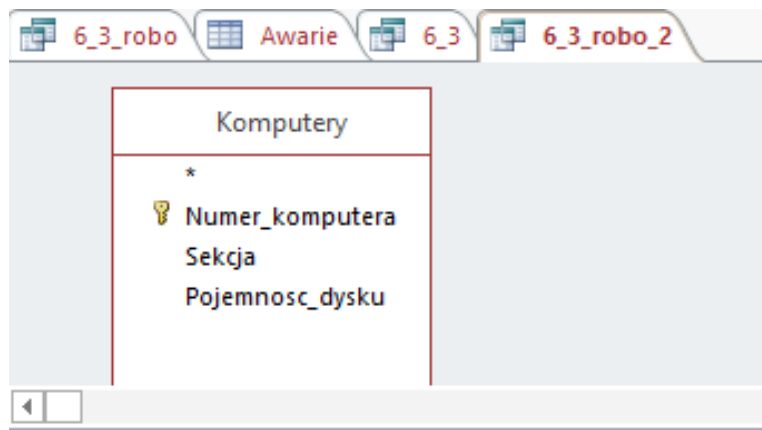 6_3_robo Awarie 6_3 6_3_robo_2
Komputery
*
Numer_komputera
Sekcja
Pojemnosc_dysku